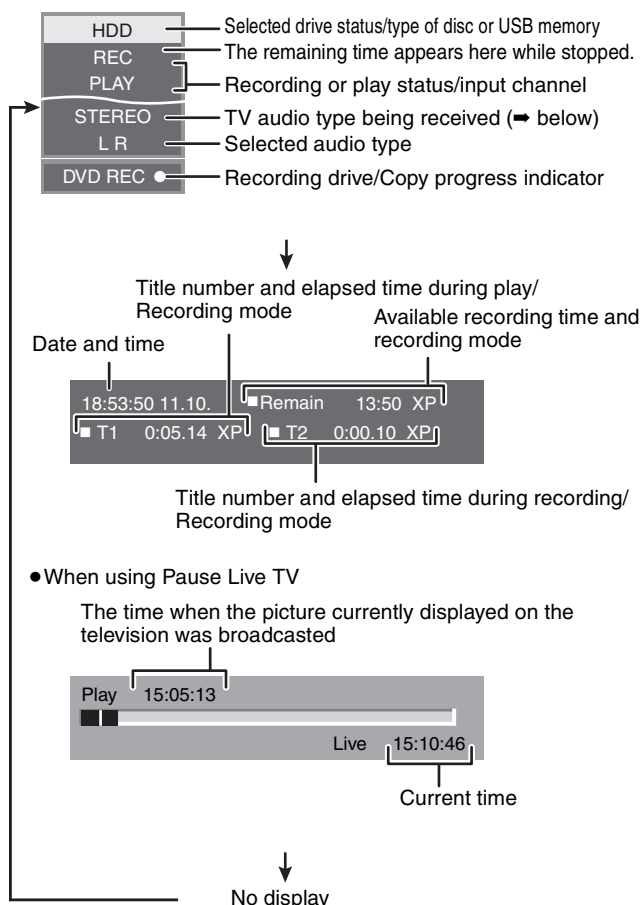 HDD
Selected drive status/type of disc or USB memory
REC
The remaining time appears here while stopped.
PLAY
Recording or play status/input channel
STEREO
TV audio type being received (➡ below)
L R
Selected audio type
DVD REC
Recording drive/Copy progress indicator
Title number and elapsed time during play/
Recording mode
Available recording time and
recording mode
Date and time
18:53:50 11.10.
Remain 13:50 XP
T1 0:05.14 XP
T2 0:00.10 XP
Title number and elapsed time during recording/
Recording mode
●When using Pause Live TV
The time when the picture currently displayed on the
television was broadcasted
Play 15:05:13
Live 15:10:46
Current time
No display